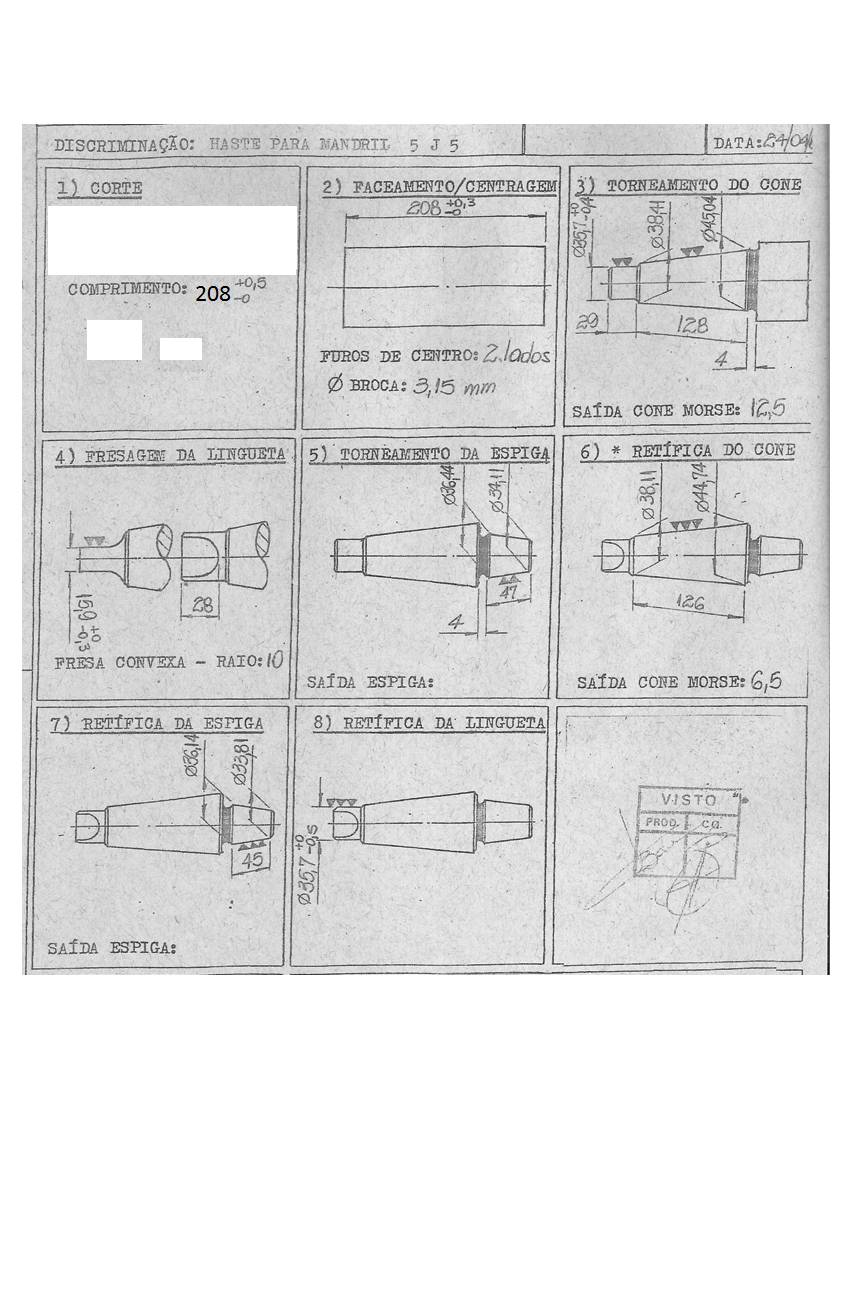 DISCRIMINAÇÃO: HASTE PARA MANDRIL 5 J 5
DATA: 24/04/
1) CORTE
COMPRIMENTO: 208 +0,5 -0
2) FACEAMENTO/CENTRAGEM
208 +0,3 -0
FUROS DE CENTRO: 2 lados
Ø BROCA: 3,15 mm
3) TORNEAMENTO DO CONE
Ø35,7 +0 -0,4
Ø38,41
Ø45,04
29
128
4
SAÍDA CONE MORSE: 12,5
4) FRESAGEM DA LINGUETA
28
15,9 +0 -0,3
FRESA CONVEXA - RAIO: 10
5) TORNEAMENTO DA ESPIGA
Ø36,44
Ø34,11
47
4
SAÍDA ESPIGA:
6) * RETÍFICA DO CONE
Ø38,11
Ø44,74
126
SAÍDA CONE MORSE: 6,5
7) RETÍFICA DA ESPIGA
Ø36,14
Ø33,81
45
SAÍDA ESPIGA:
8) RETÍFICA DA LINGUETA
Ø35,7 +0 -0,5
VISTO
PROD. C.Q.